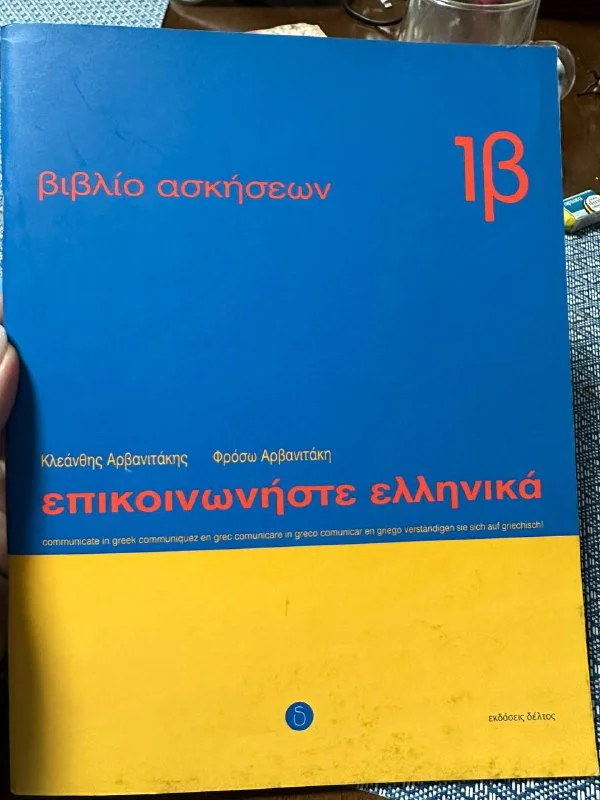 βιβλίο ασκήσεων
1β
Κλεάνθης Αρβανιτάκης Φρόσω Αρβανιτάκη
επικοινωνήστε ελληνικά
communicate in greek communiquez en grec comunicare in greco comunicar en griego verständigen sie sich auf griechisch!
δ
εκδόσεις δέλτος